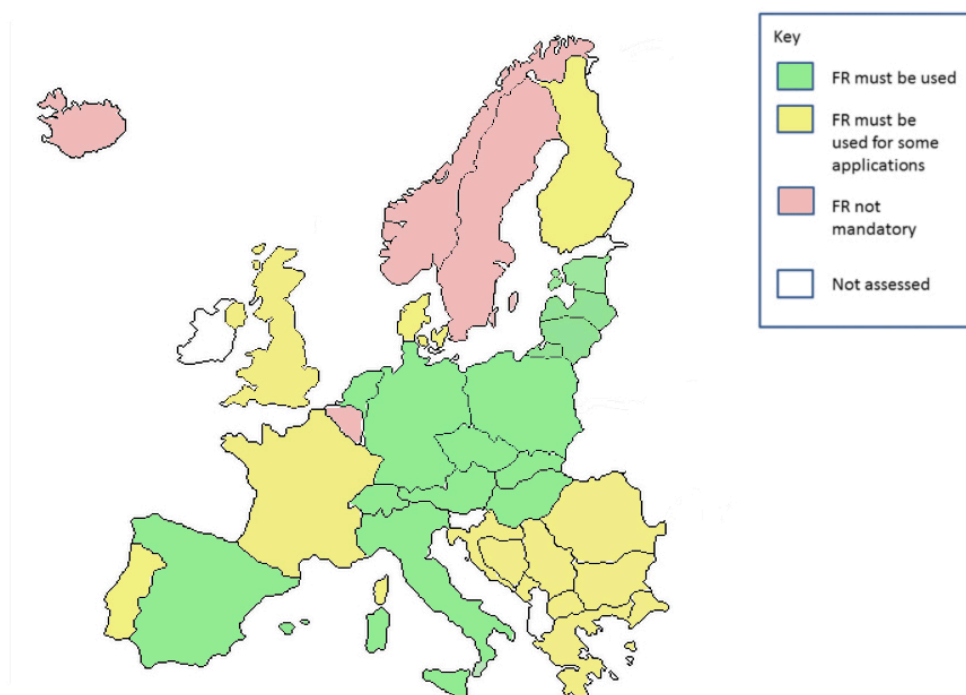 Key
FR must be used
FR must be
used for some
applications
FR not
mandatory
Not assessed